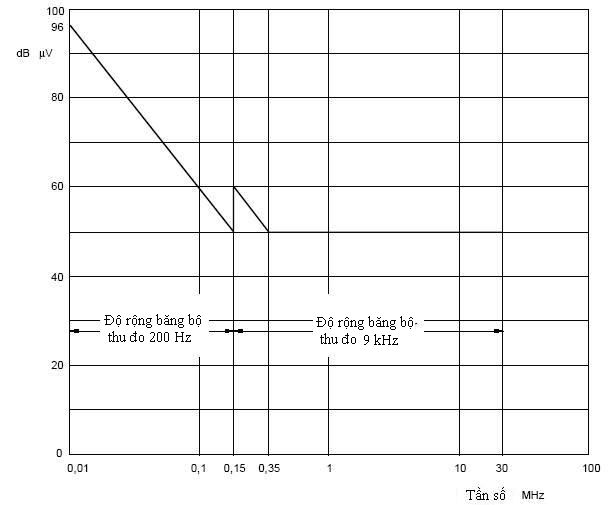 100
96
dB µV
80
60
40
20
0
Độ rộng băng bộ
thu đo 200 Hz
Độ rộng băng bộ-
thu đo 9 kHz
0,01 0,1 0,15 0,35 1 10 30 100
Tần số MHz